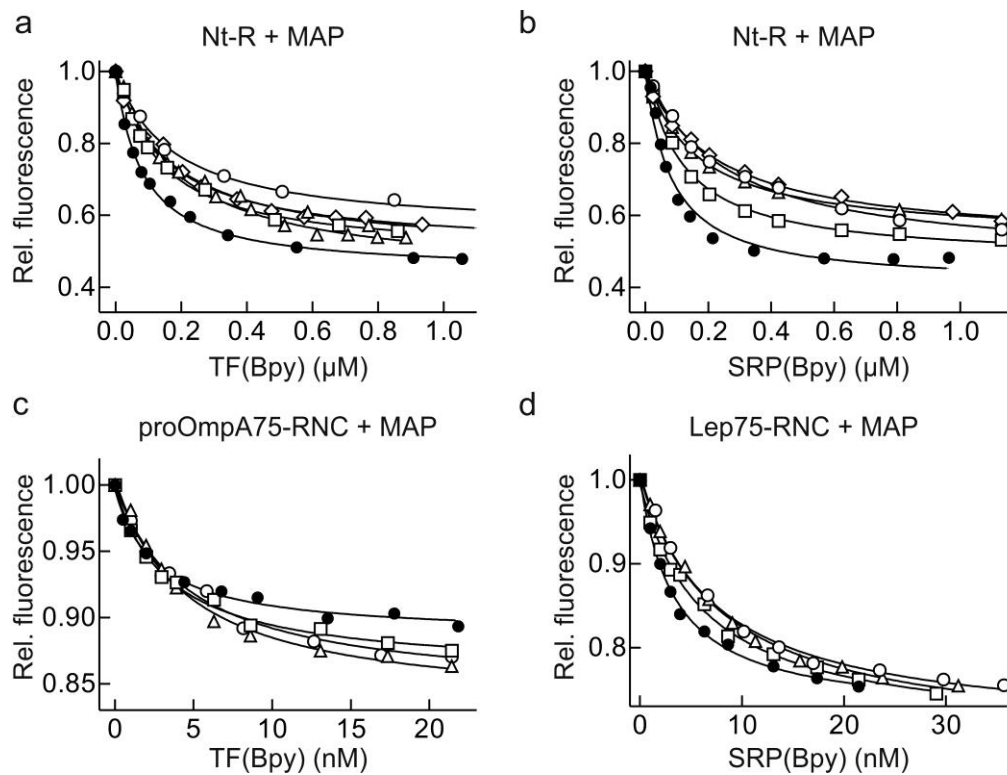 a
Nt-R + MAP
Rel. fluorescence
1.0
0.8
0.6
0.4
0.0 0.2 0.4 0.6 0.8 1.0
TF(Bpy) (µM)
b
Nt-R + MAP
Rel. fluorescence
1.0
0.8
0.6
0.4
0.0 0.2 0.4 0.6 0.8 1.0
SRP(Bpy) (µM)
c
proOmpA75-RNC + MAP
Rel. fluorescence
1.00
0.95
0.90
0.85
0 5 10 15 20
TF(Bpy) (nM)
d
Lep75-RNC + MAP
Rel. fluorescence
1.0
0.9
0.8
0 10 20 30
SRP(Bpy) (nM)